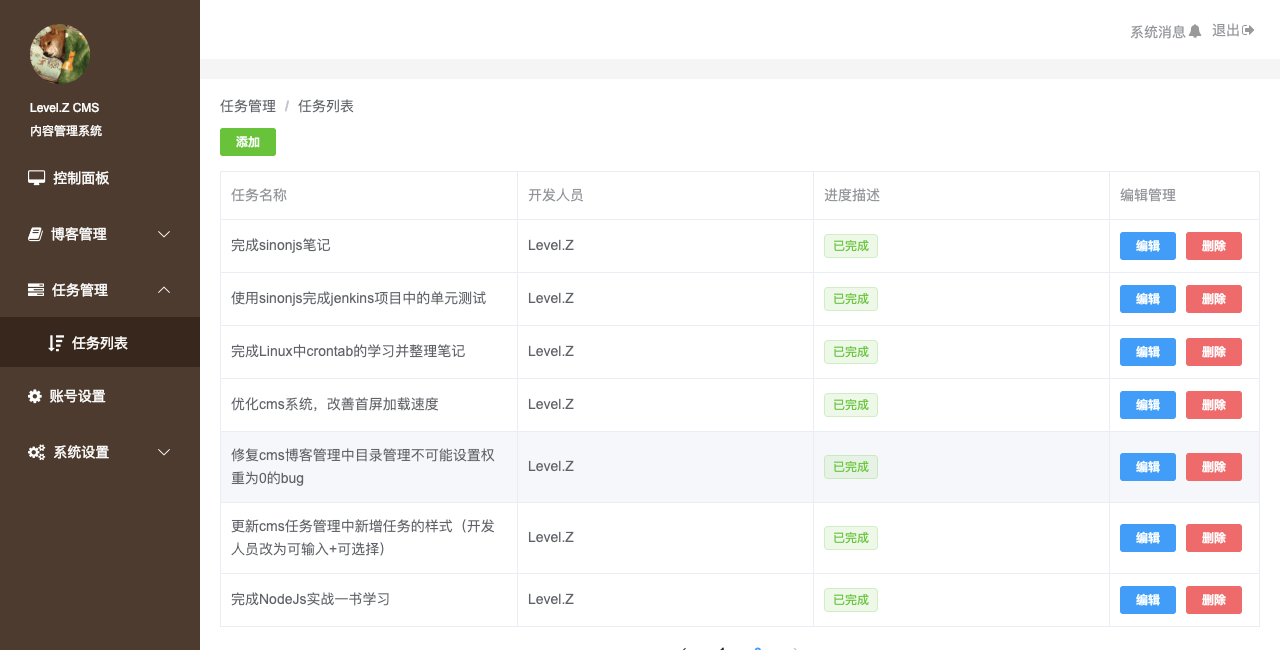 Level.Z CMS
内容管理系统
控制面板
博客管理
任务管理
任务列表
账号设置
系统设置
系统消息 退出
任务管理 / 任务列表
添加
任务名称 开发人员 进度描述 编辑管理
完成sinonjs笔记 Level.Z 已完成 编辑 删除
使用sinonjs完成jenkins项目中的单元测试 Level.Z 已完成 编辑 删除
完成Linux中crontab的学习并整理笔记 Level.Z 已完成 编辑 删除
优化cms系统，改善首屏加载速度 Level.Z 已完成 编辑 删除
修复cms博客管理中目录管理不可能设置权
重为0的bug Level.Z 已完成 编辑 删除
更新cms任务管理中新增任务的样式（开发
人员改为可输入+可选择） Level.Z 已完成 编辑 删除
完成NodeJs实战一书学习 Level.Z 已完成 编辑 删除